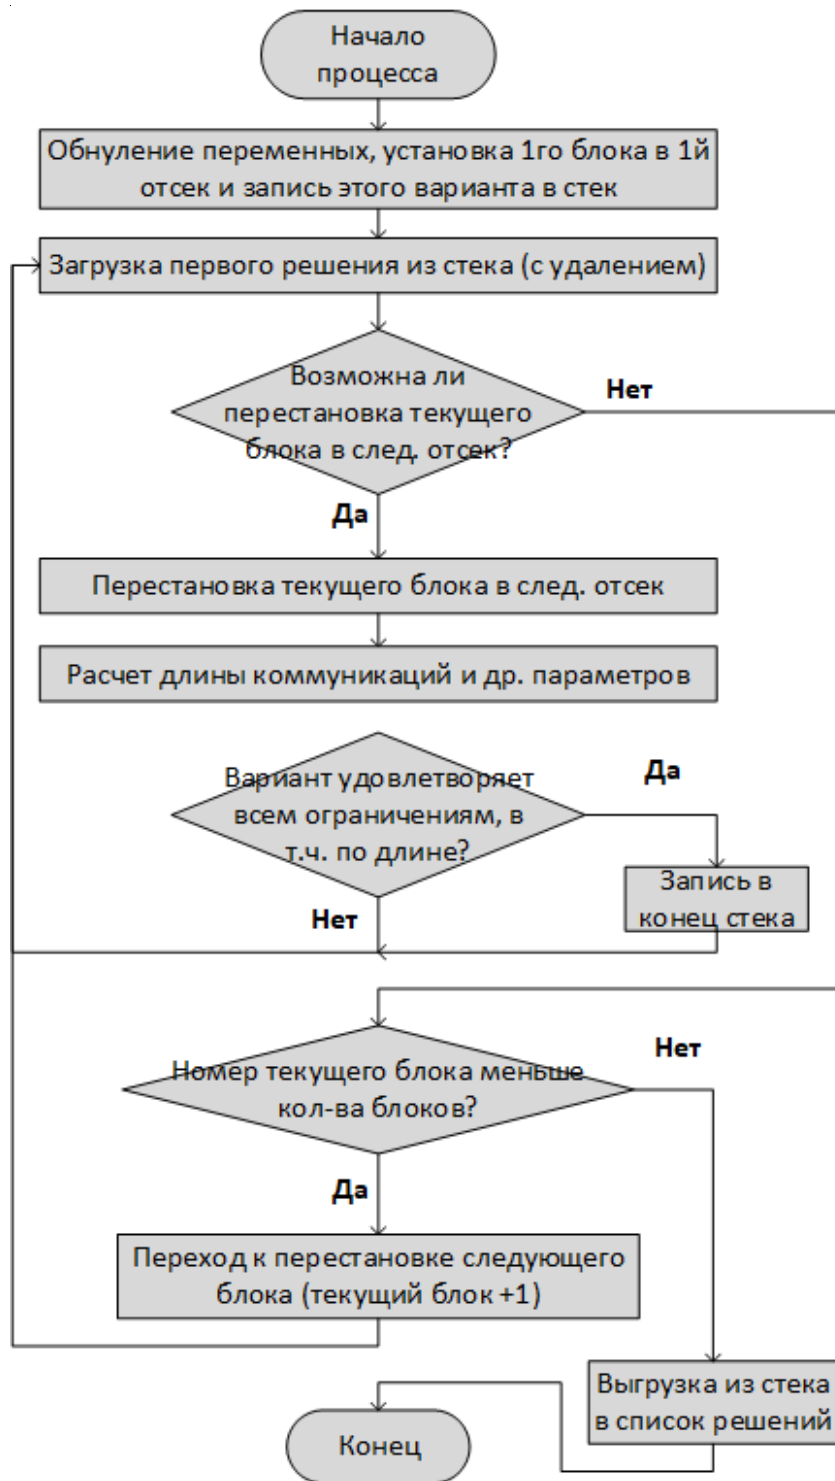 Начало
процесса
Обнуление переменных, установка 1го блока в 1й
отсек и запись этого варианта в стек
Загрузка первого решения из стека (с удалением)
Возможна ли
перестановка текущего
блока в след. отсек?
Нет
Да
Перестановка текущего блока в след. отсек
Расчет длины коммуникаций и др. параметров
Вариант удовлетворяет
всем ограничениям, в
т.ч. по длине?
Да
Запись в
конец стека
Нет
Номер текущего блока меньше
кол-ва блоков?
Нет
Да
Переход к перестановке следующего
блока (текущий блок +1)
Выгрузка из стека
в список решений
Конец